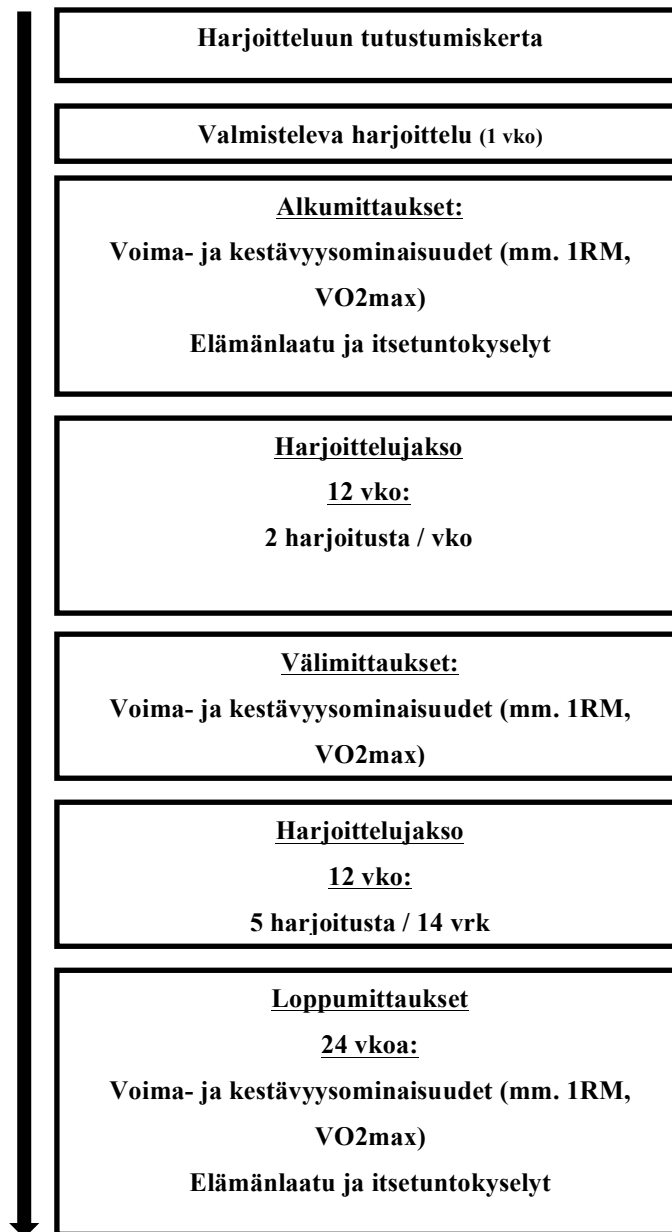 Harjoitteluun tutustumiskerta
Valmisteleva harjoittelu (1 vko)
Alkumittaukset:
Voima- ja kestävyysominaisuudet (mm. 1RM,
VO2max)
Elämänlaatu ja itsetuntokyselyt
Harjoittelujakso
12 vko:
2 harjoitusta / vko
Välimittaukset:
Voima- ja kestävyysominaisuudet (mm. 1RM,
VO2max)
Harjoittelujakso
12 vko:
5 harjoitusta / 14 vrk
Loppumittaukset
24 vkoa:
Voima- ja kestävyysominaisuudet (mm. 1RM,
VO2max)
Elämänlaatu ja itsetuntokyselyt